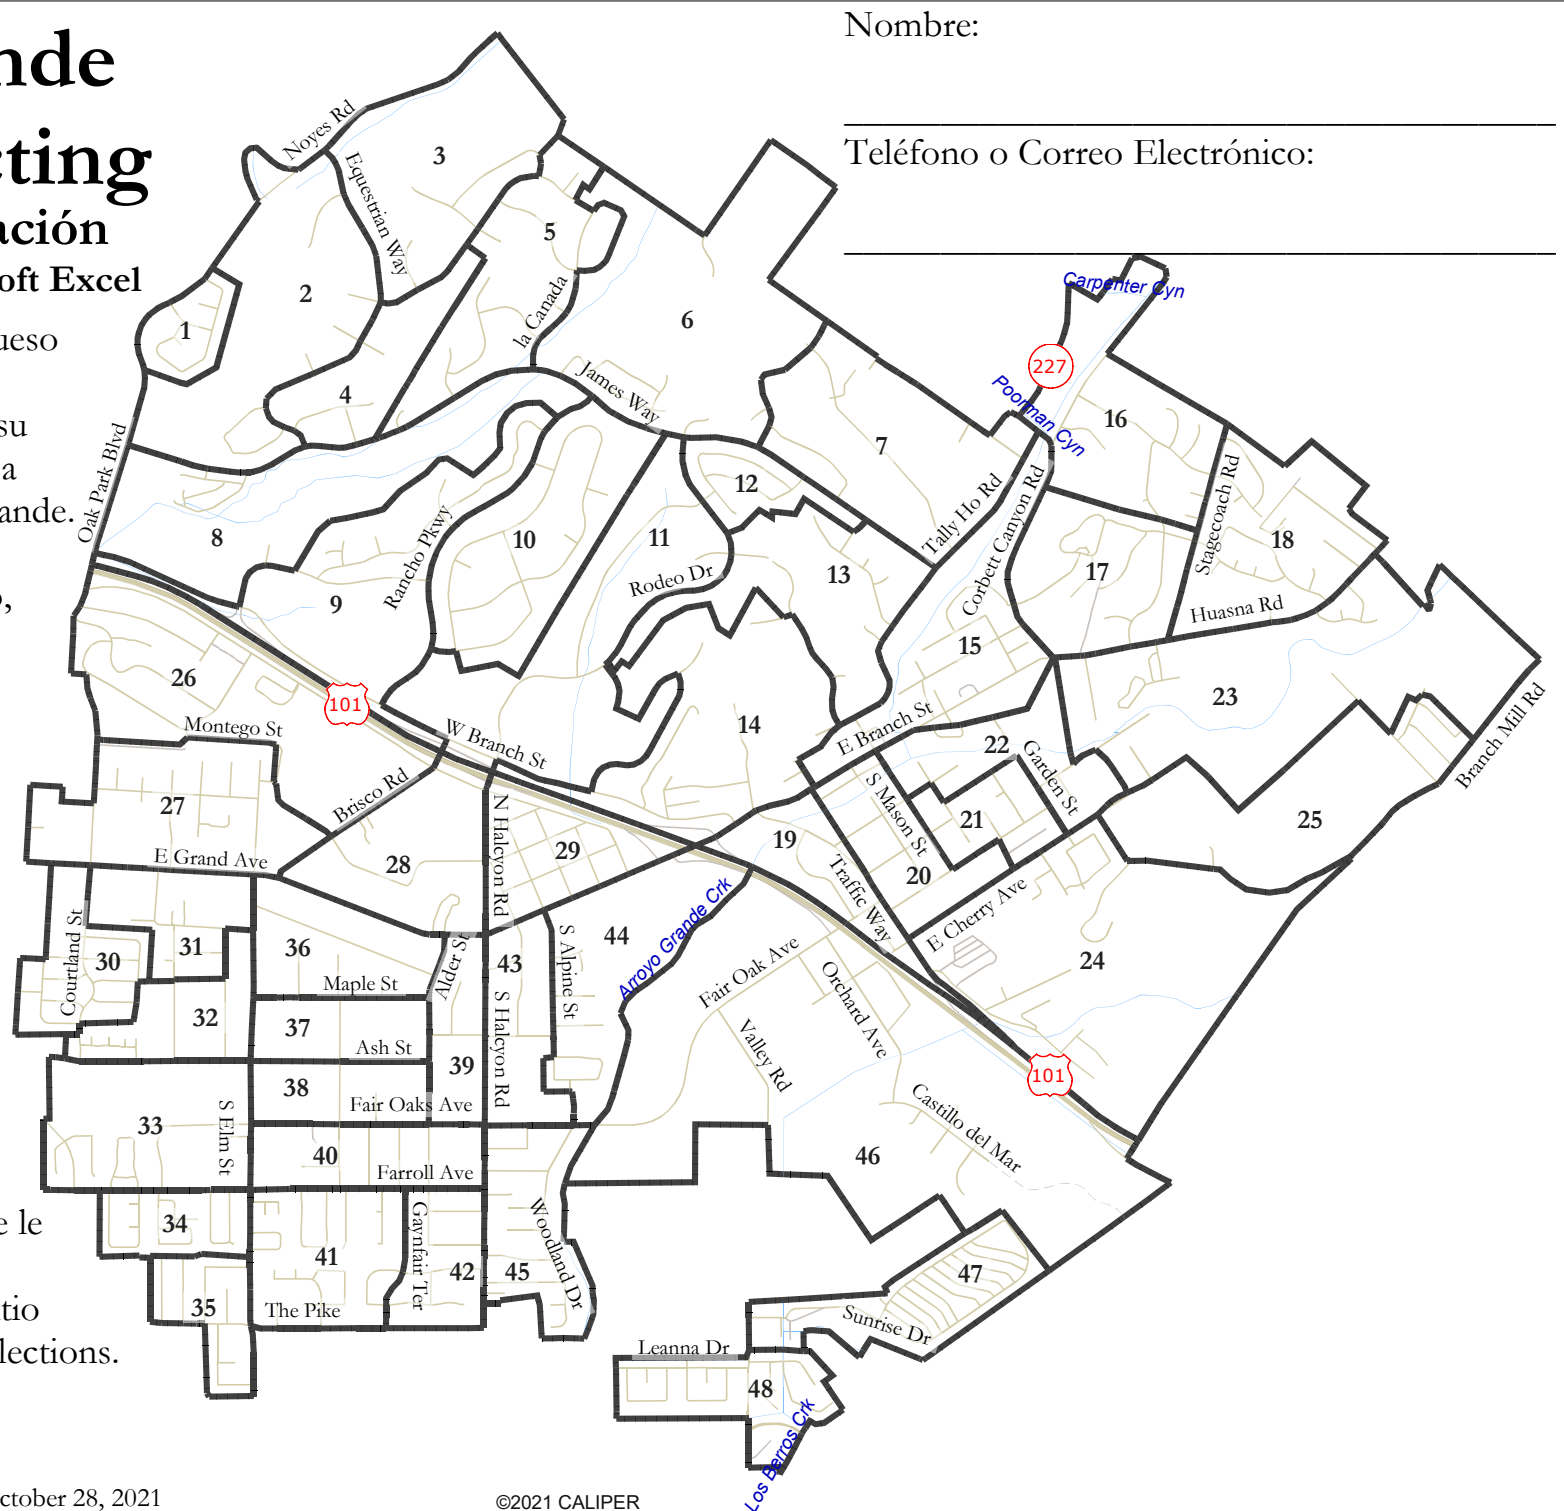 nde
cting
ación
oft Excel
ueso
su
a
ande.
o,
e le
itio
lections.
ctober 28, 2021
©2021 CALIPER
Nombre:
Teléfono o Correo Electrónico:
Noyes Rd
Equestrian Way
3
5
2
1
la Canada
6
4
James Way
Carpenter Cyn
227
Poorman Cyn
16
7
Oak Park Blvd
8
Rancho Pkwy
10
12
11
Tally Ho Rd
Corbett Canyon Rd
Stagecoach Rd
18
17
Rodeo Dr
13
9
Huasna Rd
15
26
101
Montego St
W Branch St
14
E Branch St
22
23
Garden St
Branch Mill Rd
Brisco Rd
27
N Halcyon Rd
29
19
S Mason St
21
25
E Grand Ave
28
Traffic Way
20
E Cherry Ave
Arroyo Grande Crk
Courtland St
30
31
36
Alder St
43
S Alpine St
44
Fair Oak Ave
24
Maple St
Orchard Ave
32
37
S Halcyon Rd
Ash St
39
Valley Rd
101
38
Fair Oaks Ave
33
S Elm St
Castillo del Mar
40
Farroll Ave
46
34
41
Gaynfair Ter
42
45
Woodland Dr
47
35
The Pike
Sunrise Dr
Leanna Dr
48
Los Berros Crk